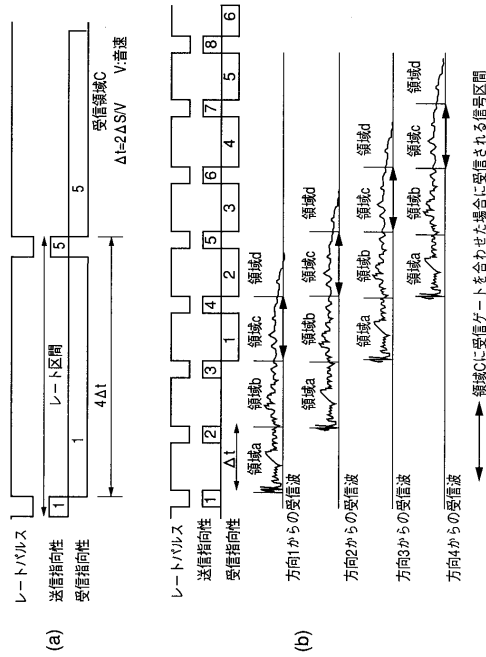 (a)
レートパルス
送信指向性
1
レート区間
5
受信指向性
1
5
受信領域C
4Δt
Δt=2ΔS/V V:音速
(b)
レートパルス
送信指向性
1
2
3
4
5
6
7
8
受信指向性
Δt
1
2
3
4
5
6
領域a
領域b
領域c
領域d
方向1からの受信波
領域a
領域b
領域c
領域d
方向2からの受信波
領域a
領域b
領域c
領域d
方向3からの受信波
領域a
領域b
領域c
領域d
方向4からの受信波
領域Cに受信ゲートを合わせた場合に受信される信号区間